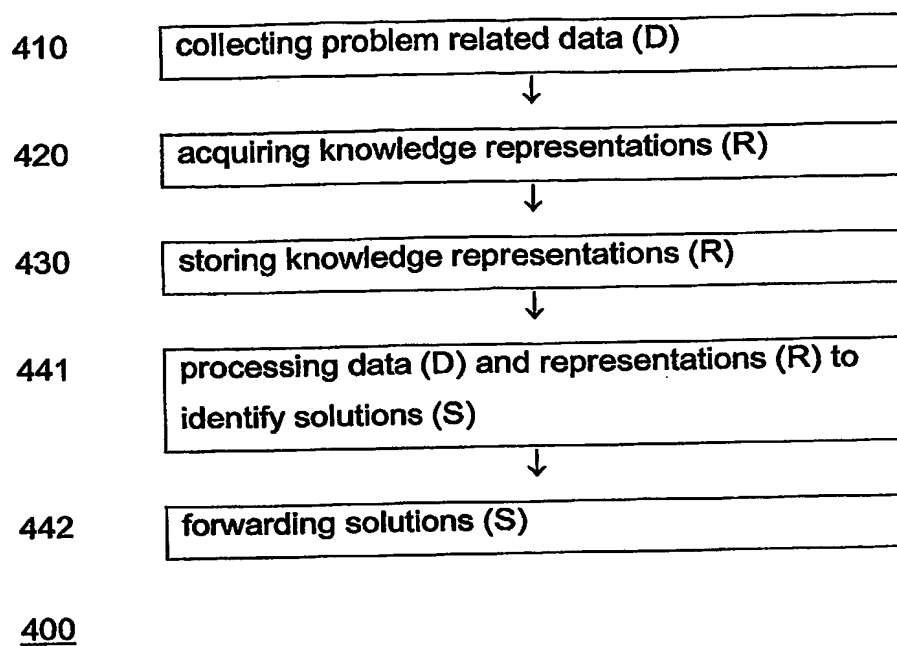 410 collecting problem related data (D)
↓
420 acquiring knowledge representations (R)
↓
430 storing knowledge representations (R)
↓
441 processing data (D) and representations (R) to
identify solutions (S)
↓
442 forwarding solutions (S)
400